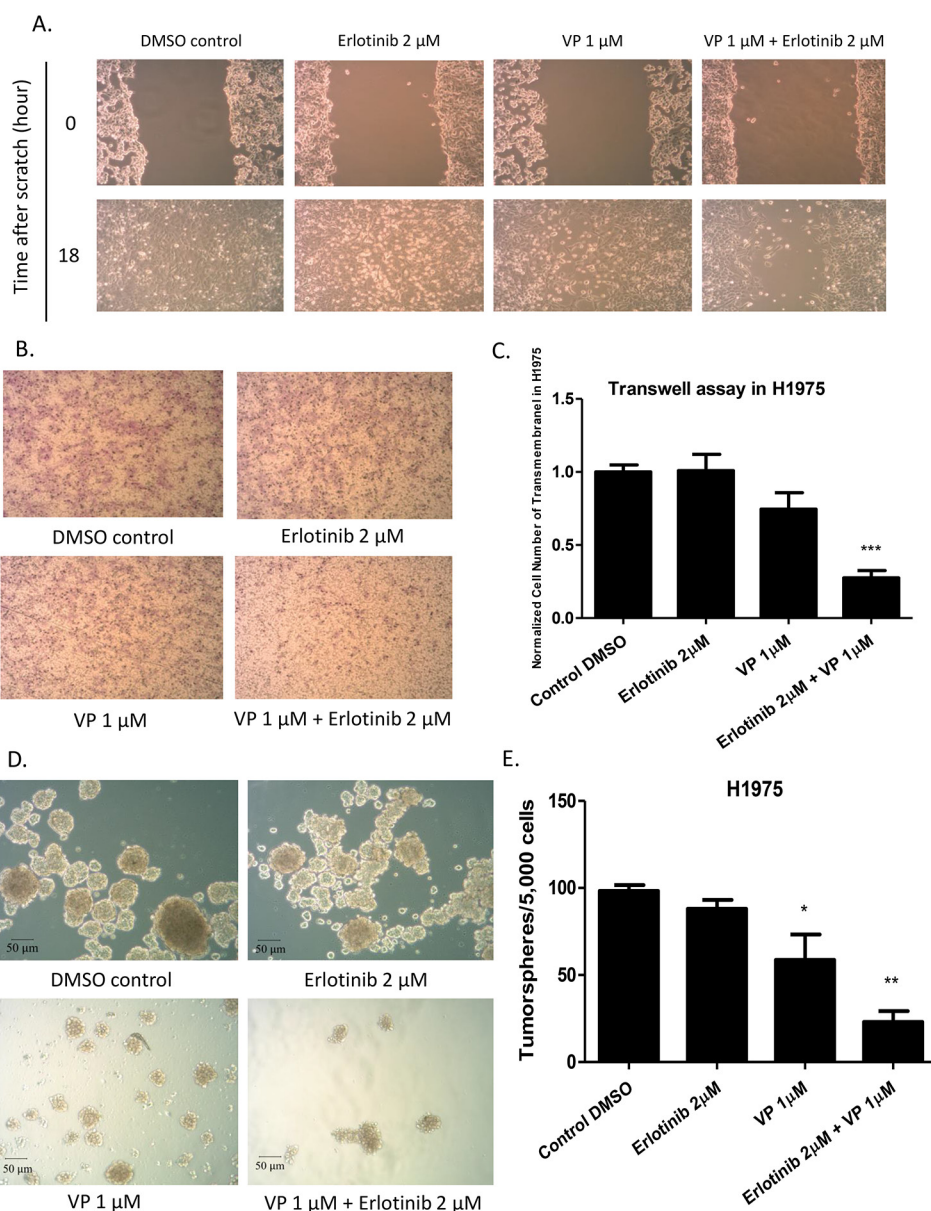 A.
DMSO control
Erlotinib 2 μM
VP 1 μM
VP 1 μM + Erlotinib 2 μM
Time after scratch (hour)
0
18
B.
DMSO control
Erlotinib 2 μM
VP 1 μM
VP 1 μM + Erlotinib 2 μM
C.
Transwell assay in H1975
Normalized Cell Number of Transmembranel in H1975
1.5
1.0
0.5
0.0
***
Control DMSO
Erlotinib 2μM
VP 1μM
Erlotinib 2μM + VP 1μM
D.
50 μm
50 μm
DMSO control
Erlotinib 2 μM
50 μm
50 μm
VP 1 μM
VP 1 μM + Erlotinib 2 μM
E.
H1975
Tumorspheres/5,000 cells
150
100
50
0
*
**
Control DMSO
Erlotinib 2μM
VP 1μM
Erlotinib 2μM + VP 1μM